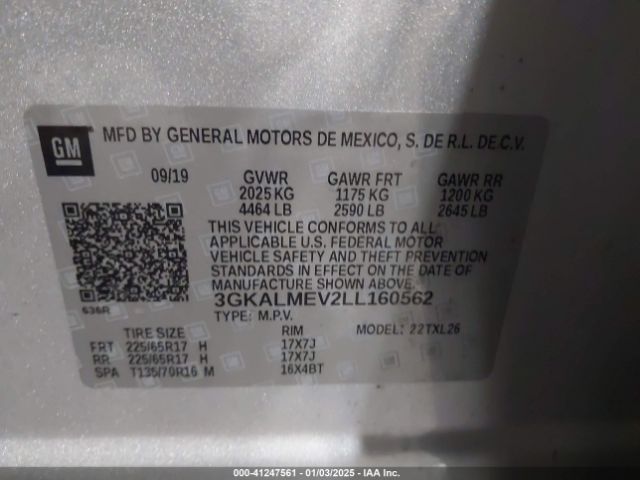 GM
MFD BY GENERAL MOTORS DE MEXICO, S. DE R.L. DE C.V.
09/19 GVWR GAWR FRT GAWR RR
2025 KG 1175 KG 1200 KG
4464 LB 2590 LB 2645 LB
THIS VEHICLE CONFORMS TO ALL
APPLICABLE U.S. FEDERAL MOTOR
VEHICLE SAFETY AND THEFT PREVENTION
STANDARDS IN EFFECT ON THE DATE OF
MANUFACTURE SHOWN ABOVE.
3GKALMEV2LL160562
636R TYPE: M.P.V.
TIRE SIZE RIM MODEL: 22TXL26
FRT 225/65R17 H 17X7J
RR 225/65R17 H 17X7J
SPA T135/70R16 M 16X4BT
000-41247561 | 01/03/2025 | IAA Inc.